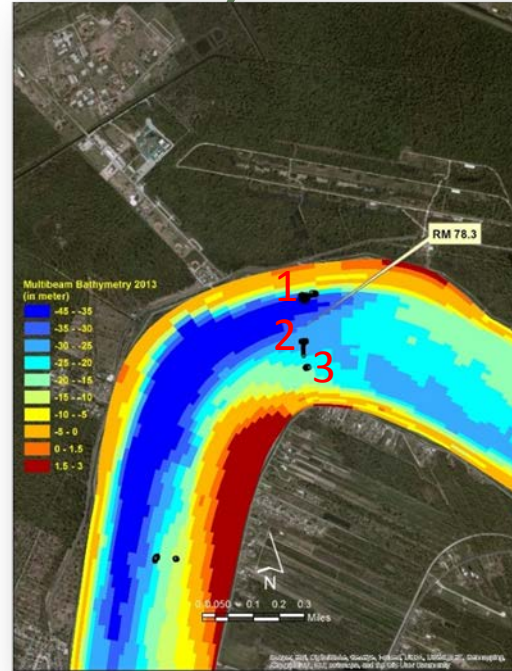 RM 78.3
1
2
3
Multibeam Bathymetry 2013
(in meter)
-45 - -35
-35 - -30
-30 - -25
-25 - -20
-20 - -15
-15 - -10
-10 - -5
-5 - 0
0 - 1.5
1.5 - 3
N
0 0.050 0.1 0.2 0.3
Miles